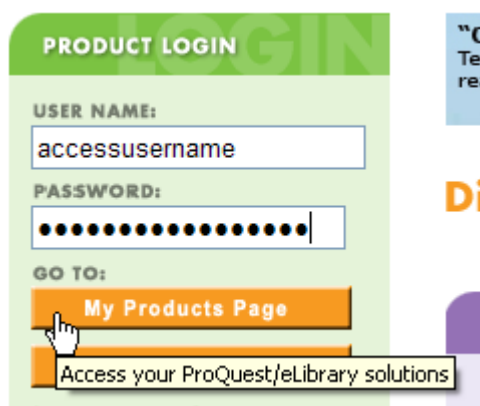 PRODUCT LOGIN
USER NAME:
accessusername
PASSWORD:
•••••••••••••••••
GO TO:
My Products Page
Access your ProQuest/eLibrary solutions